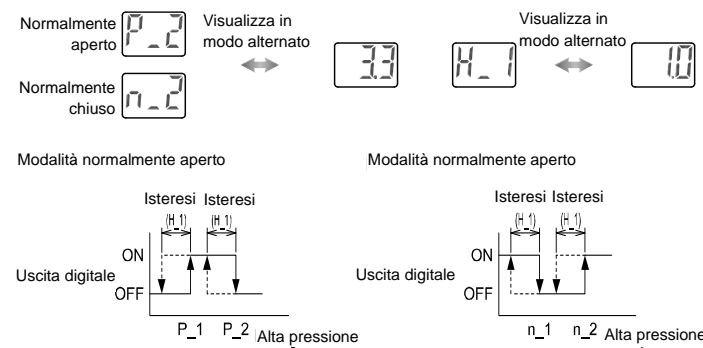 Normalmente aperto
P_2
Visualizza in modo alternato
3.3
H_1
Visualizza in modo alternato
1.0
Normalmente chiuso
n_2
Modalità normalmente aperto
Modalità normalmente aperto
Isteresi Isteresi
(H_1) (H_1)
ON
Uscita digitale
OFF
P_1 P_2 Alta pressione
Isteresi Isteresi
(H_1) (H_1)
ON
Uscita digitale
OFF
n_1 n_2 Alta pressione